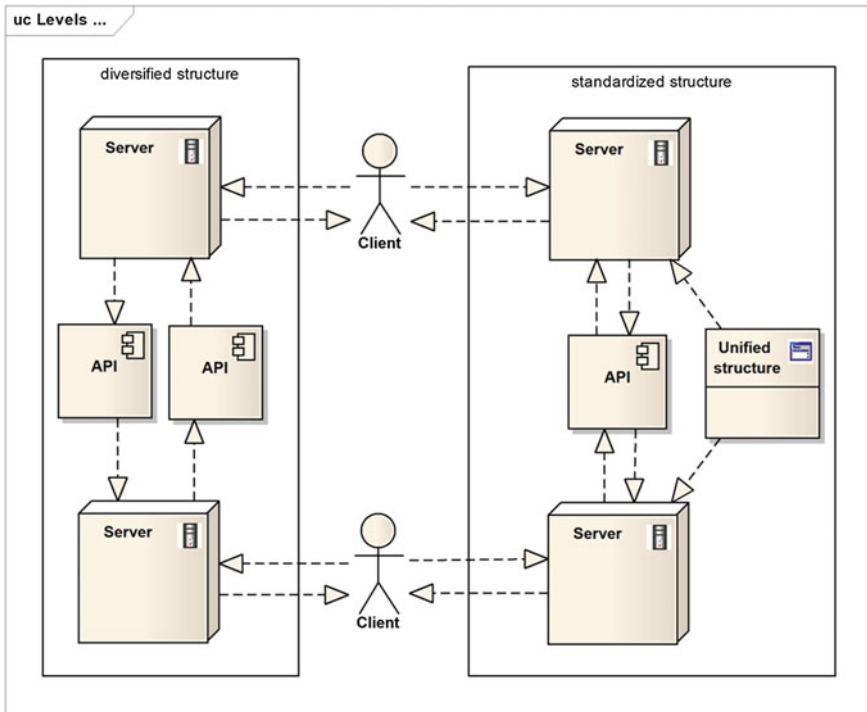 uc Levels ...
diversified structure
standardized structure
Server
Server
Client
API
API
API
Unified
structure
Server
Server
Client